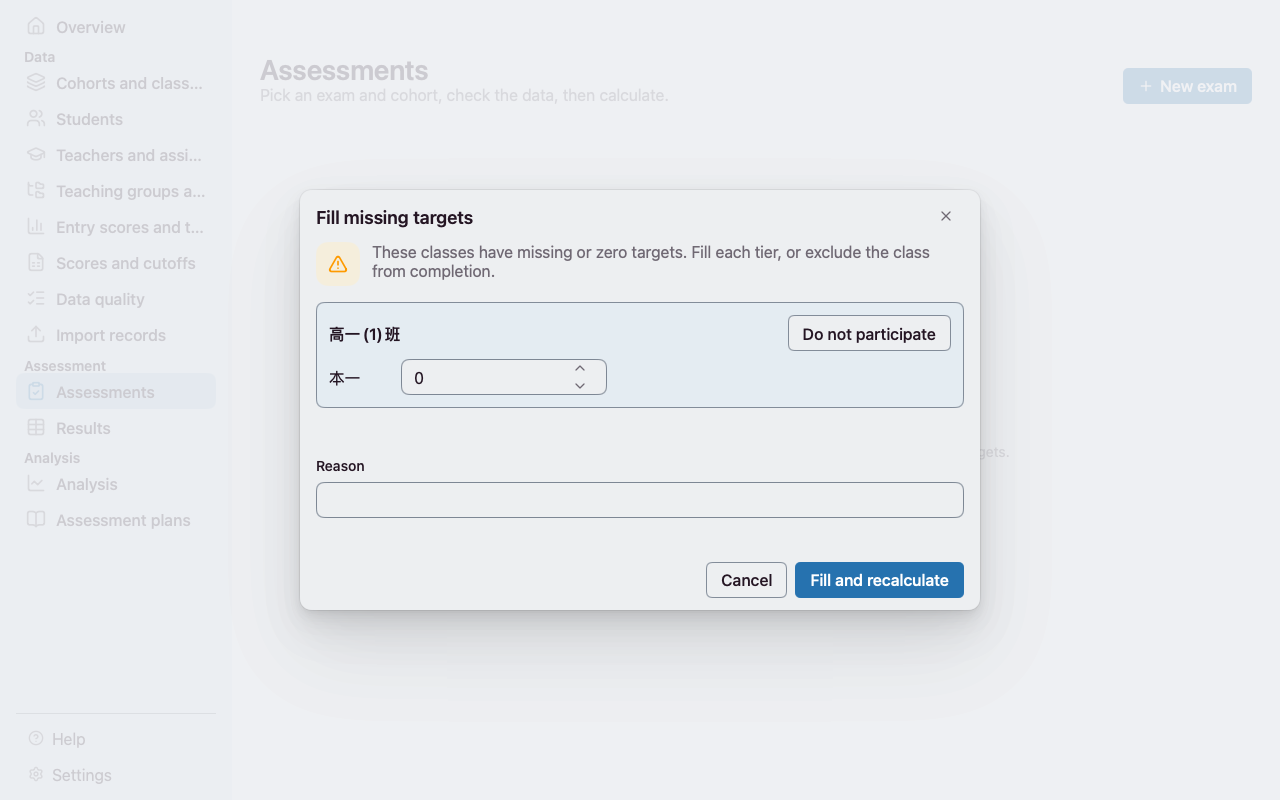 Overview
Data
Cohorts and class...
Students
Teachers and assi...
Teaching groups a...
Entry scores and t...
Scores and cutoffs
Data quality
Import records
Assessment
Assessments
Results
Analysis
Analysis
Assessment plans
Help
Settings
Assessments
Pick an exam and cohort, check the data, then calculate.
New exam
Fill missing targets
These classes have missing or zero targets. Fill each tier, or exclude the class
from completion.
高一 (1) 班
Do not participate
本一
0
gets.
Reason
Cancel
Fill and recalculate